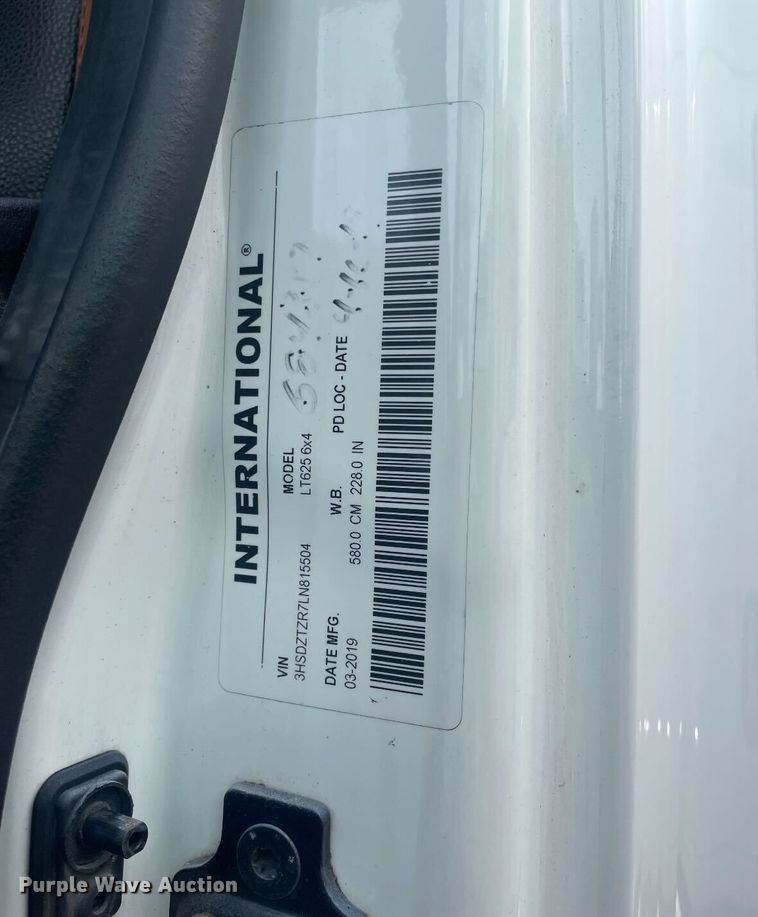 INTERNATIONAL®
VIN MODEL
3HSDZTZR7LN815504 LT625 6x4
DATE MFG. W.B. PD LOC - DATE
03-2019 580.0 CM 228.0 IN
Purple Wave Auction